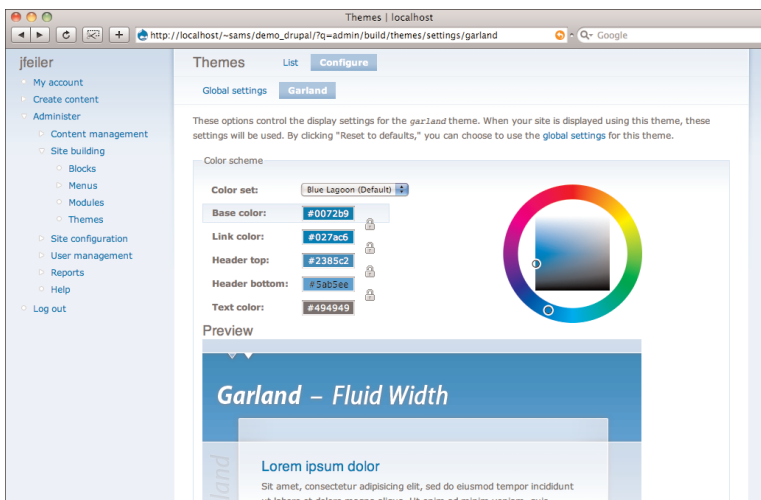 Themes | localhost
http://localhost/~sams/demo_drupal/?q=admin/build/themes/settings/garland
Google
jfeiler
My account
Create content
Administer
Content management
Site building
Blocks
Menus
Modules
Themes
Site configuration
User management
Reports
Help
Log out
Themes List Configure
Global settings Garland
These options control the display settings for the garland theme. When your site is displayed using this theme, these
settings will be used. By clicking "Reset to defaults," you can choose to use the global settings for this theme.
Color scheme
Color set: Blue Lagoon (Default)
Base color: #0072b9
Link color: #027ac6
Header top: #2385c2
Header bottom: #5ab5ee
Text color: #494949
Preview
Garland – Fluid Width
land
Lorem ipsum dolor
Sit amet, consectetur adipisicing elit, sed do eiusmod tempor incididunt